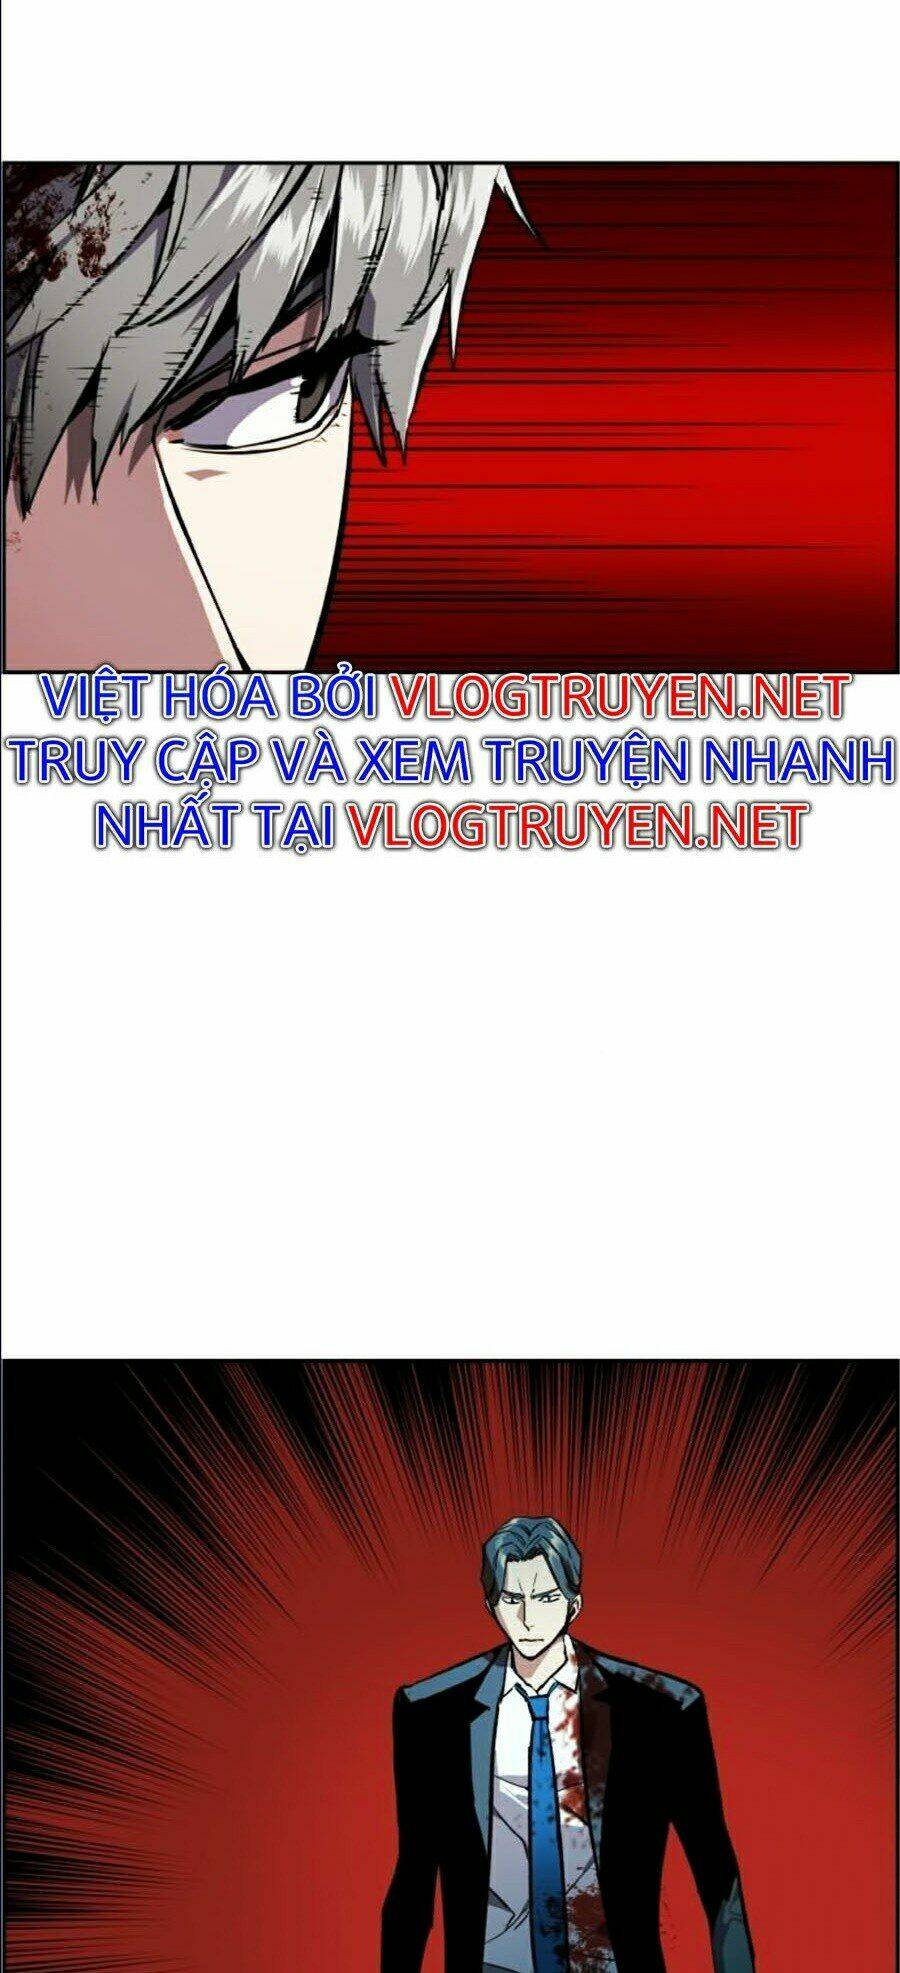 VIỆT HÓA BỞI VLOGTRUYEN.NET
TRUY CẬP VÀ XEM TRUYỆN NHANH
NHẤT TẠI VLOGTRUYEN.NET